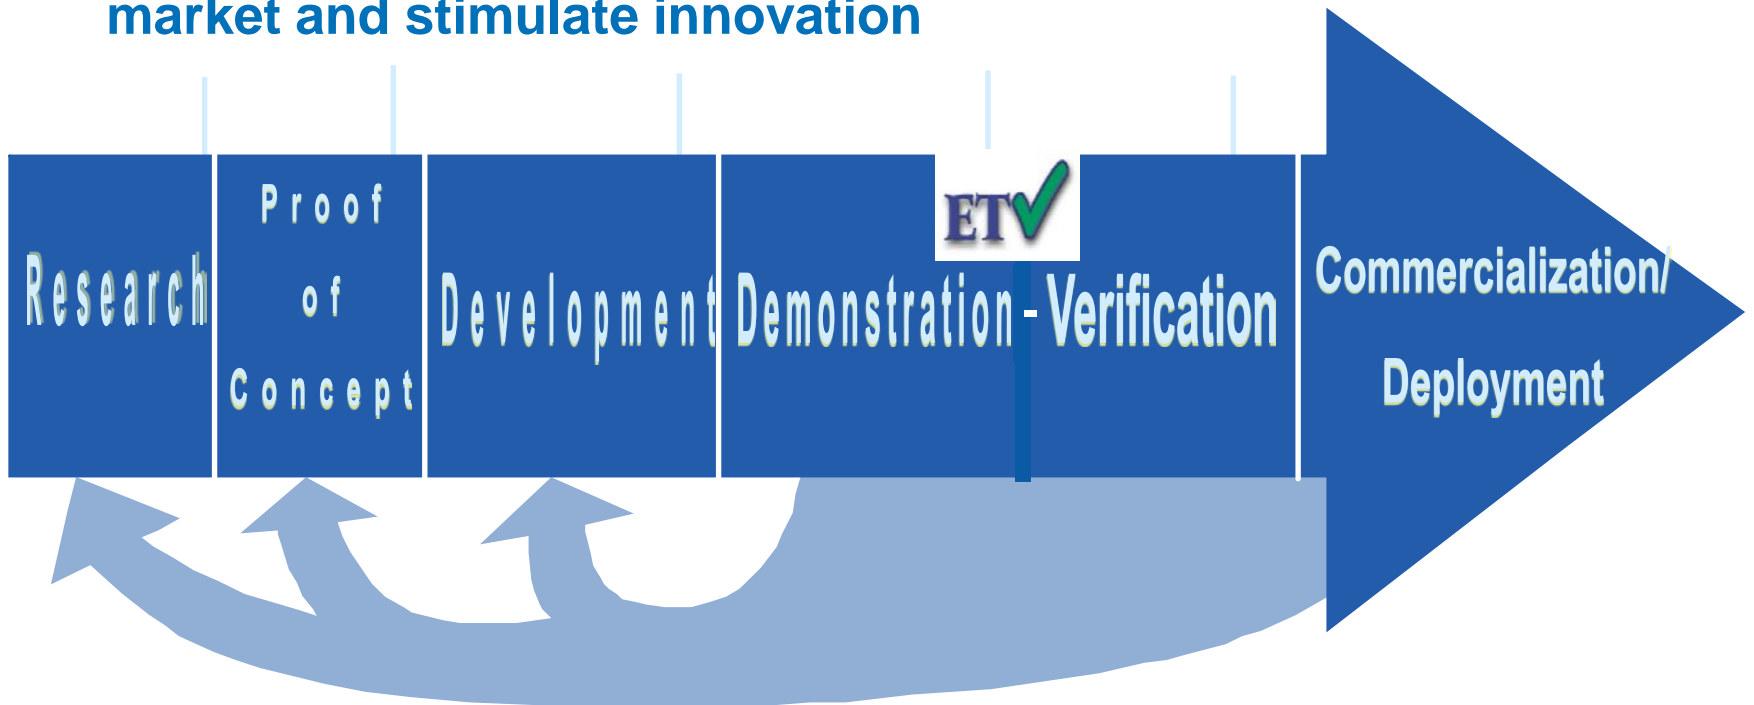 market and stimulate innovation
ETV
Research
Proof
of
Concept
Development
Demonstration - Verification
Commercialization/
Deployment